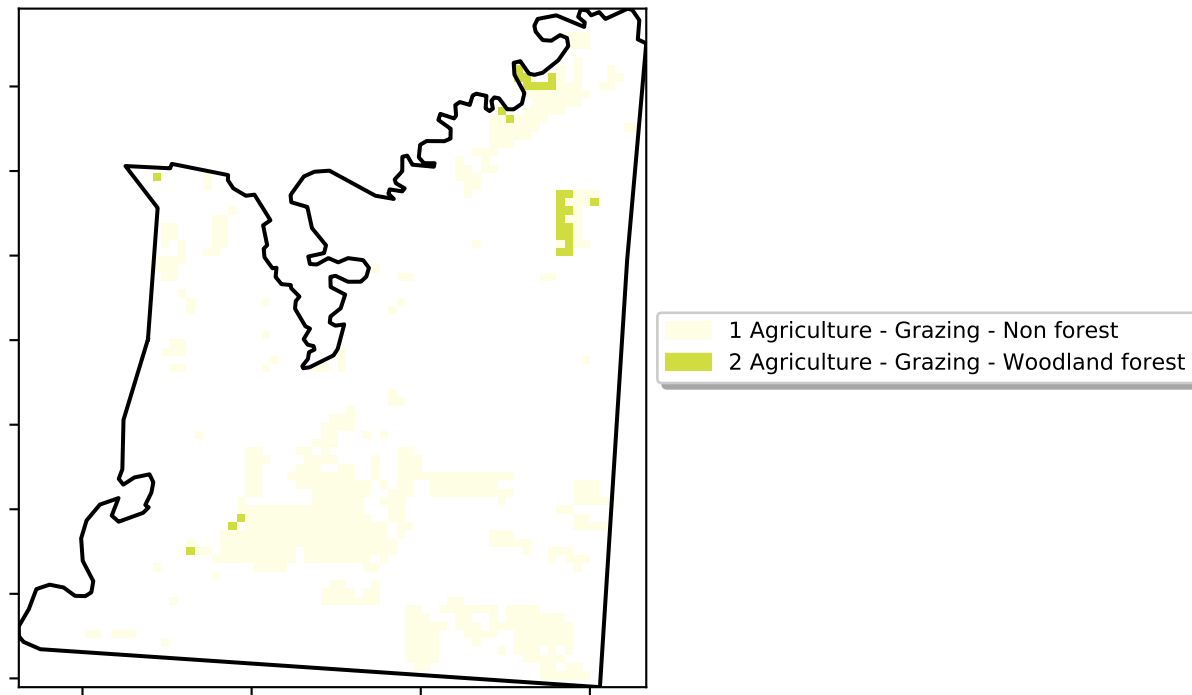 1 Agriculture - Grazing - Non forest
2 Agriculture - Grazing - Woodland forest